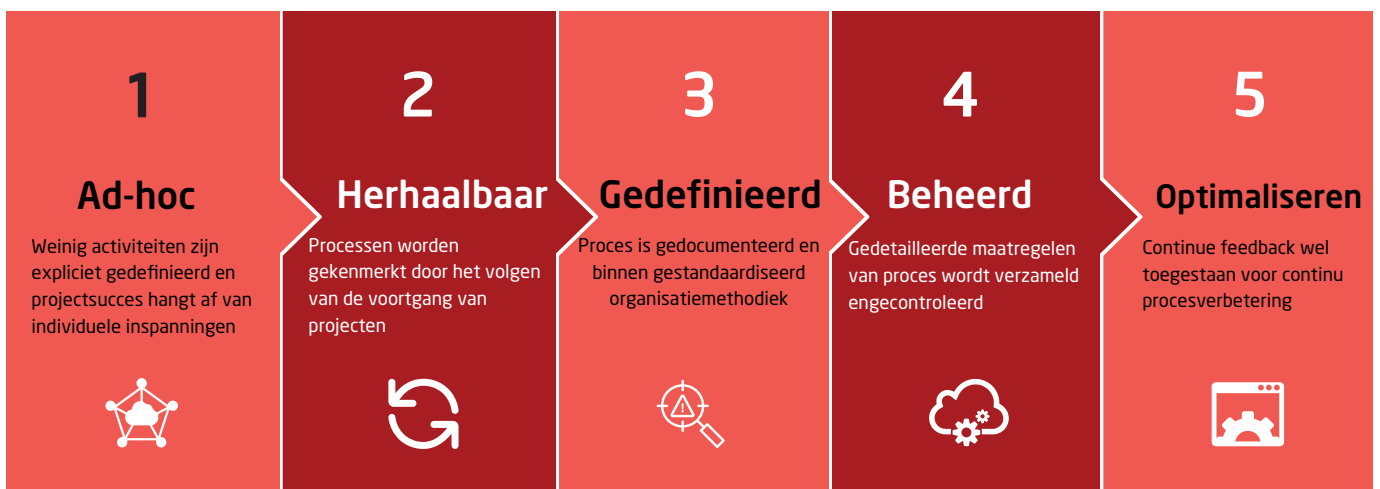 1
Ad-hoc
Weinig activiteiten zijn
expliciet gedefinieerd en
projectsucces hangt af van
individuele inspanningen
2
Herhaalbaar
Processen worden
gekenmerkt door het volgen
van de voortgang van
projecten
3
Gedefinieerd
Proces is gedocumenteerd en
binnen gestandaardiseerd
organisatiemethodiek
4
Beheerd
Gedetailleerde maatregelen
van proces wordt verzameld
engecontroleerd
5
Optimaliseren
Continue feedback wel
toegestaan voor continu
procesverbetering